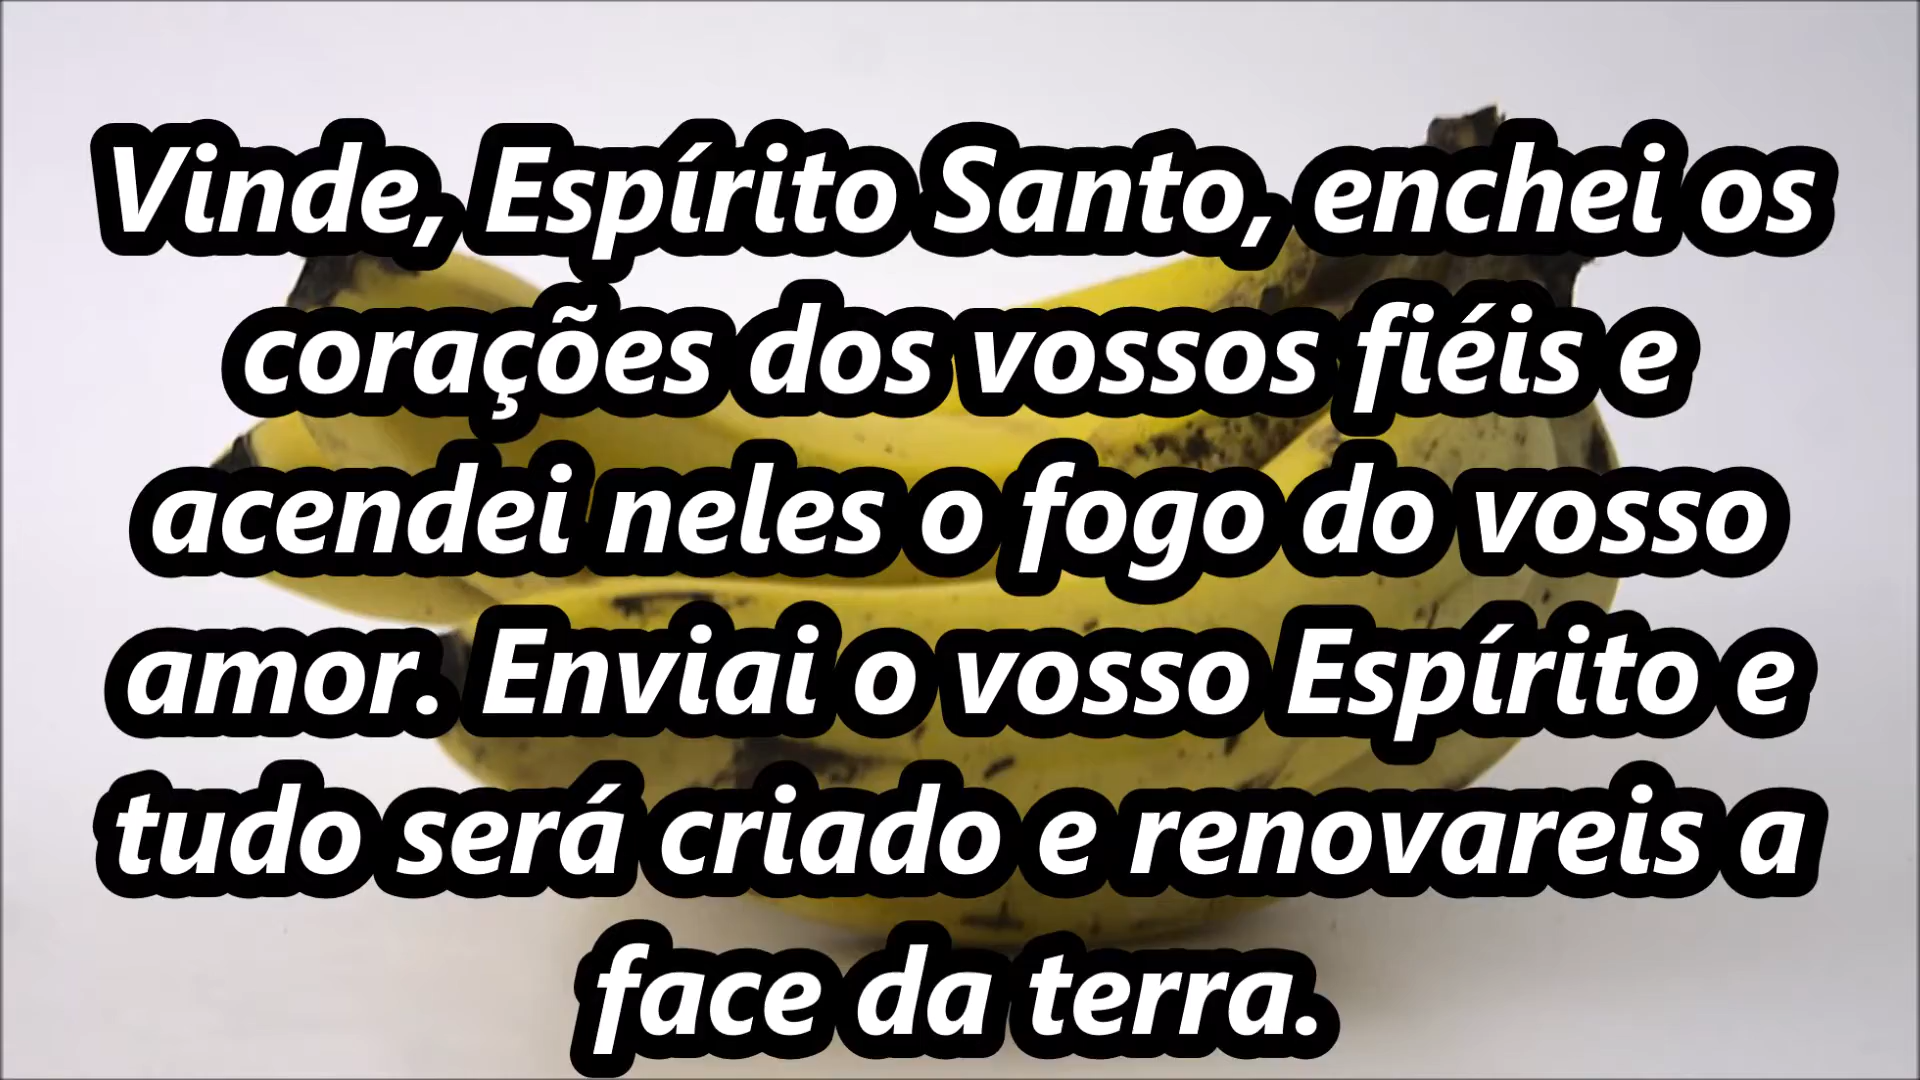 Vinde, Espírito Santo, enchei os
corações dos vossos fiéis e
acendei neles o fogo do vosso
amor. Enviai o vosso Espírito e
tudo será criado e renovareis a
face da terra.